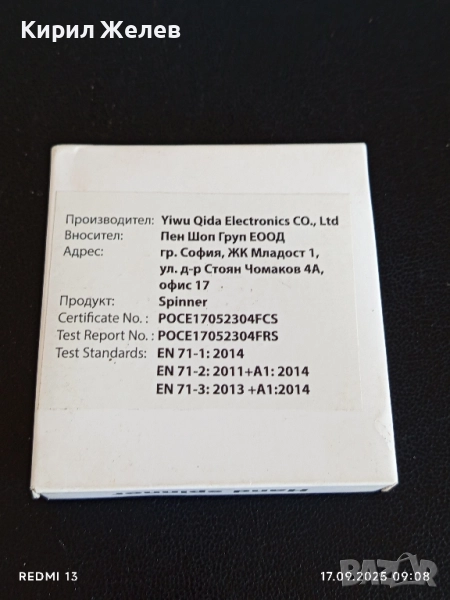 Кирил Желев
Производител: Yiwu Qida Electronics CO., Ltd
Вносител: Пен Шоп Груп ЕООД
Адрес: гр. София, ЖК Младост 1,
ул. д-р Стоян Чомаков 4А,
офис 17
Продукт: Spinner
Certificate No.: POCE17052304FCS
Test Report No.: POCE17052304FRS
Test Standards: EN 71-1: 2014
EN 71-2: 2011+A1: 2014
EN 71-3: 2013 +A1:2014
Hand spinner
REDMI 13
17.09.2025 09:08
BAZAR